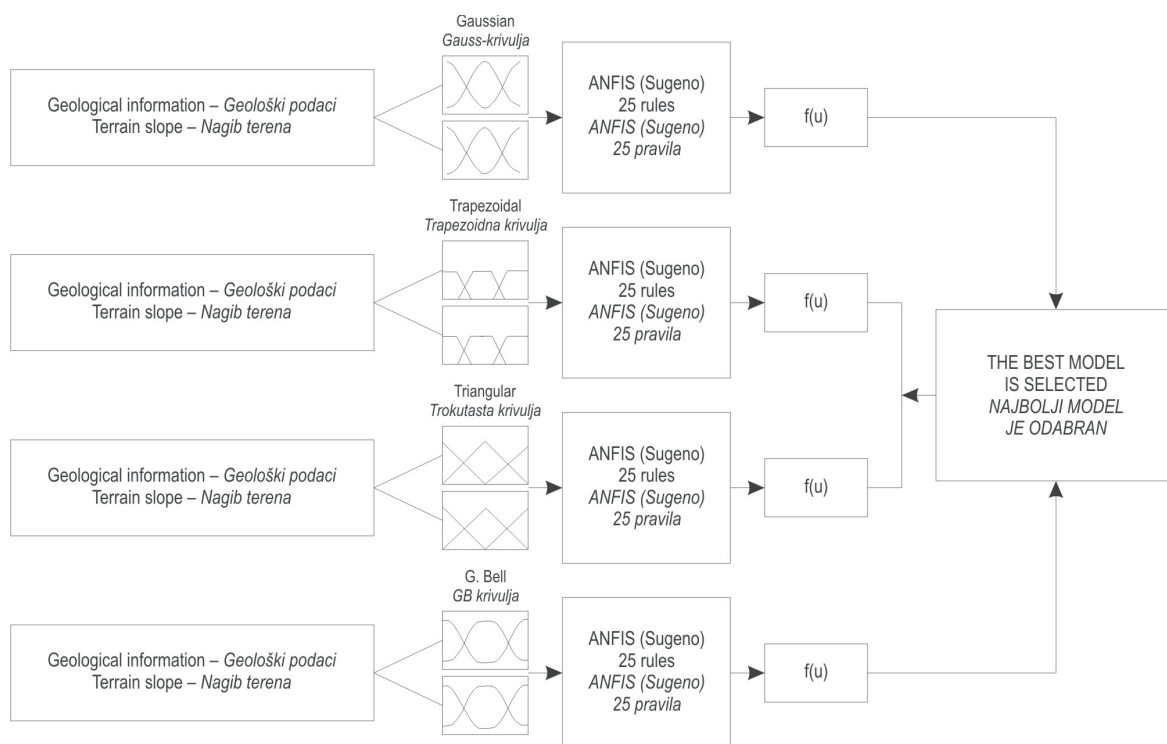 Gaussian
Gauss-krivulja
Geological information – Geološki podaci
Terrain slope – Nagib terena
ANFIS (Sugeno)
25 rules
ANFIS (Sugeno)
25 pravila
f(u)
Trapezoidal
Trapezoidna krivulja
Geological information – Geološki podaci
Terrain slope – Nagib terena
ANFIS (Sugeno)
25 rules
ANFIS (Sugeno)
25 pravila
f(u)
THE BEST MODEL
IS SELECTED
NAJBOLJI MODEL
JE ODABRAN
Triangular
Trokutasta krivulja
Geological information – Geološki podaci
Terrain slope – Nagib terena
ANFIS (Sugeno)
25 rules
ANFIS (Sugeno)
25 pravila
f(u)
G. Bell
GB krivulja
Geological information – Geološki podaci
Terrain slope – Nagib terena
ANFIS (Sugeno)
25 rules
ANFIS (Sugeno)
25 pravila
f(u)